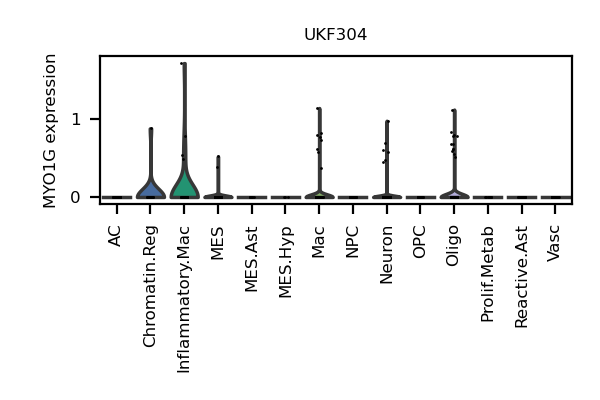 UKF304
MYO1G expression
1
0
AC
Chromatin.Reg
Inflammatory.Mac
MES
MES.Ast
MES.Hyp
Mac
NPC
Neuron
OPC
Oligo
Prolif.Metab
Reactive.Ast
Vasc